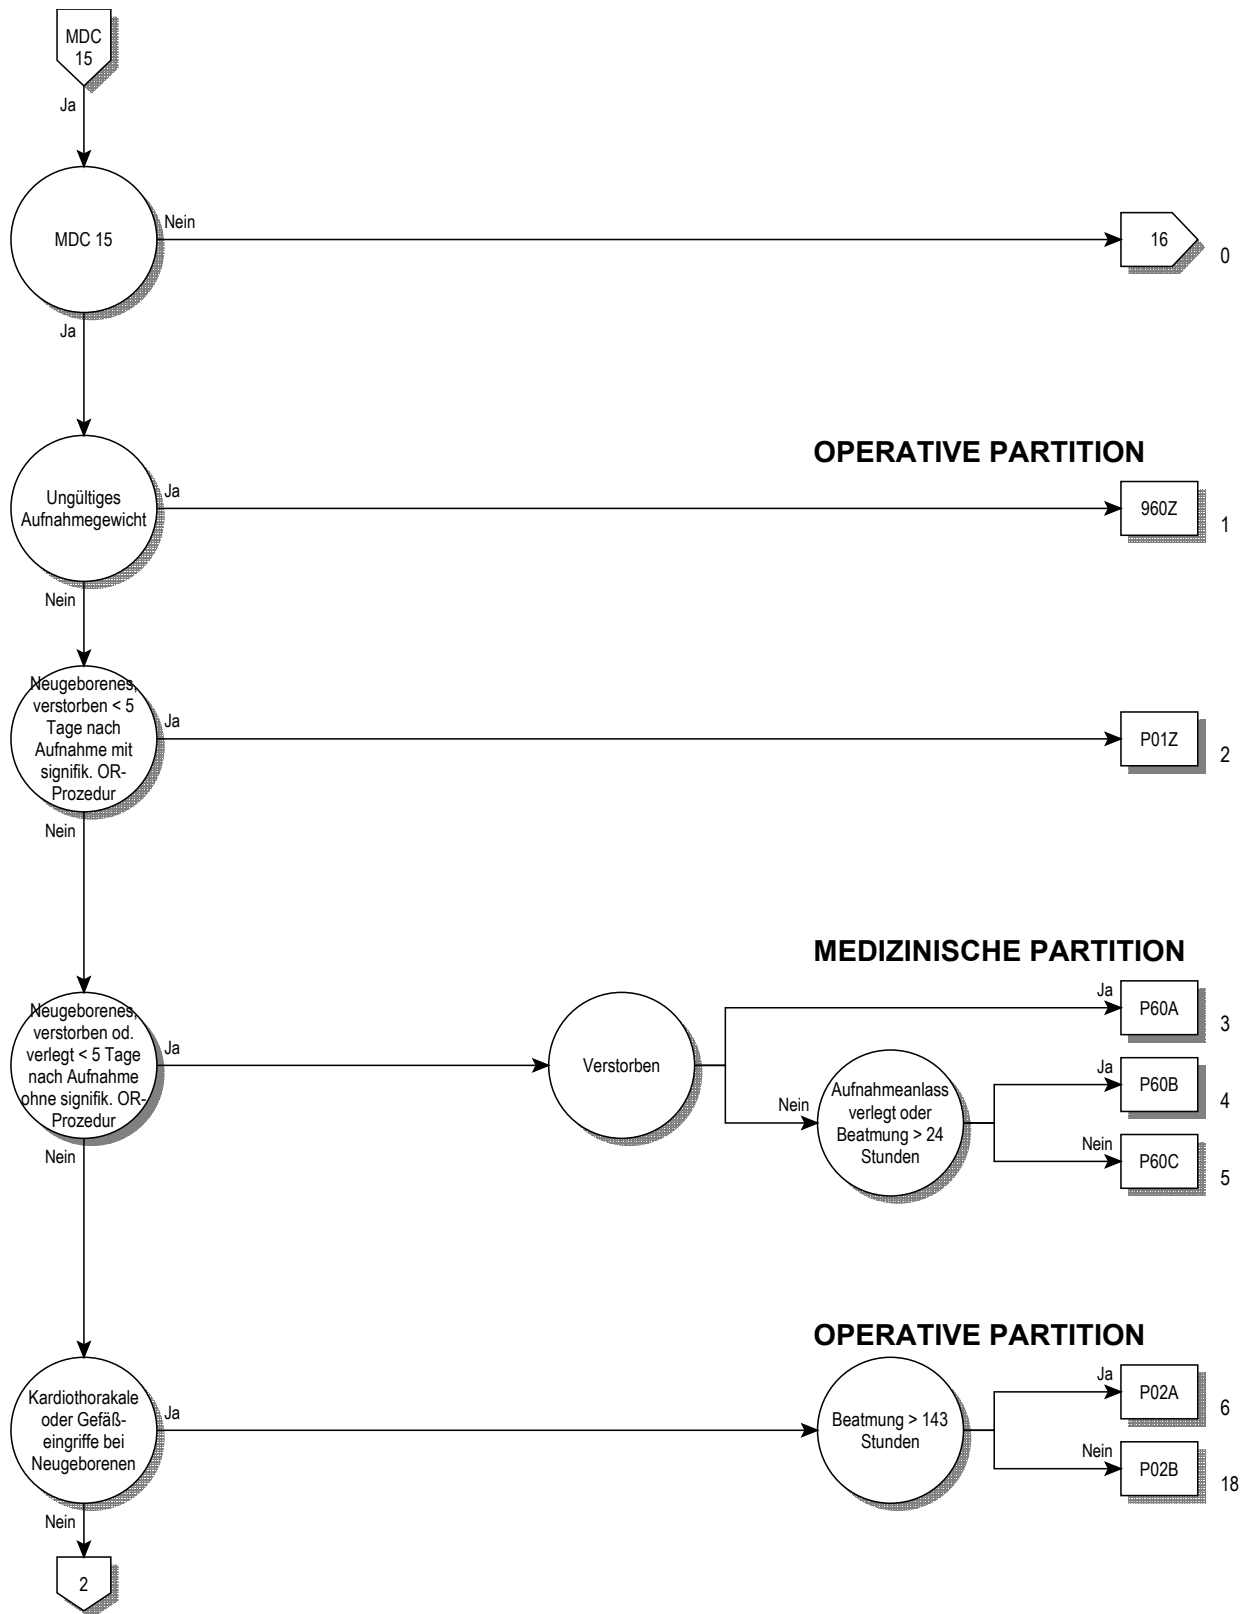 MDC
15
Ja
MDC 15
Nein
16
0
Ja
OPERATIVE PARTITION
Ungültiges
Aufnahmegewicht
Ja
960Z
1
Nein
Neugeborenes,
verstorben < 5
Tage nach
Aufnahme mit
signifik. OR-
Prozedur
Ja
P01Z
2
Nein
MEDIZINISCHE PARTITION
Neugeborenes,
verstorben od.
verlegt < 5 Tage
nach Aufnahme
ohne signifik. OR-
Prozedur
Ja
Verstorben
Ja
P60A
3
Nein
Aufnahmeanlass
verlegt oder
Beatmung > 24
Stunden
Ja
P60B
4
Nein
P60C
5
Nein
OPERATIVE PARTITION
Kardiothorakale
oder Gefäß-
eingriffe bei
Neugeborenen
Ja
Beatmung > 143
Stunden
Ja
P02A
6
Nein
P02B
18
Nein
2